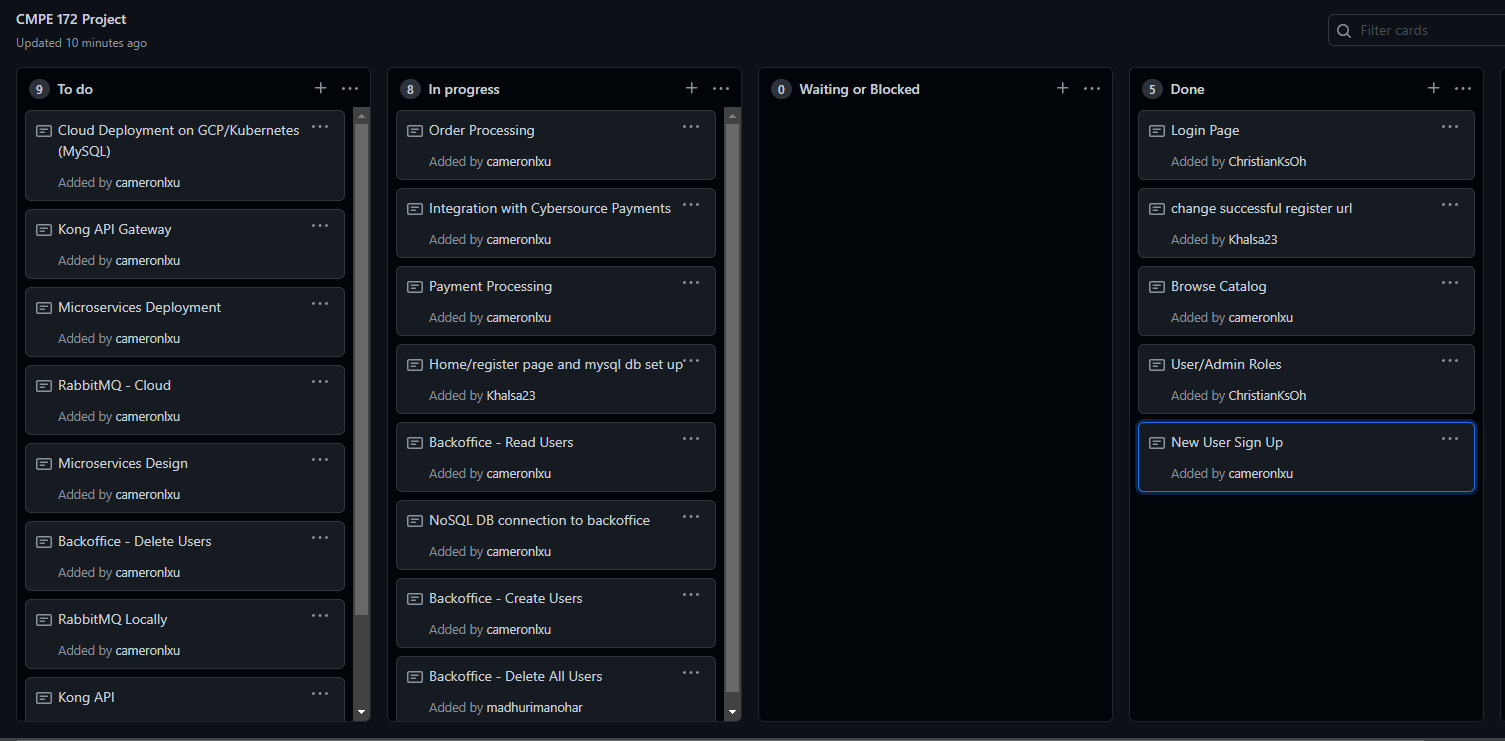 CMPE 172 Project
Updated 10 minutes ago
Filter cards
9 To do
Cloud Deployment on GCP/Kubernetes
(MySQL)
Added by cameronlxu
Kong API Gateway
Added by cameronlxu
Microservices Deployment
Added by cameronlxu
RabbitMQ - Cloud
Added by cameronlxu
Microservices Design
Added by cameronlxu
Backoffice - Delete Users
Added by cameronlxu
RabbitMQ Locally
Added by cameronlxu
Kong API
8 In progress
Order Processing
Added by cameronlxu
Integration with Cybersource Payments
Added by cameronlxu
Payment Processing
Added by cameronlxu
Home/register page and mysql db set up
Added by Khalsa23
Backoffice - Read Users
Added by cameronlxu
NoSQL DB connection to backoffice
Added by cameronlxu
Backoffice - Create Users
Added by cameronlxu
Backoffice - Delete All Users
Added by madhurimanohar
0 Waiting or Blocked
5 Done
Login Page
Added by ChristianKsOh
change successful register url
Added by Khalsa23
Browse Catalog
Added by cameronlxu
User/Admin Roles
Added by ChristianKsOh
New User Sign Up
Added by cameronlxu